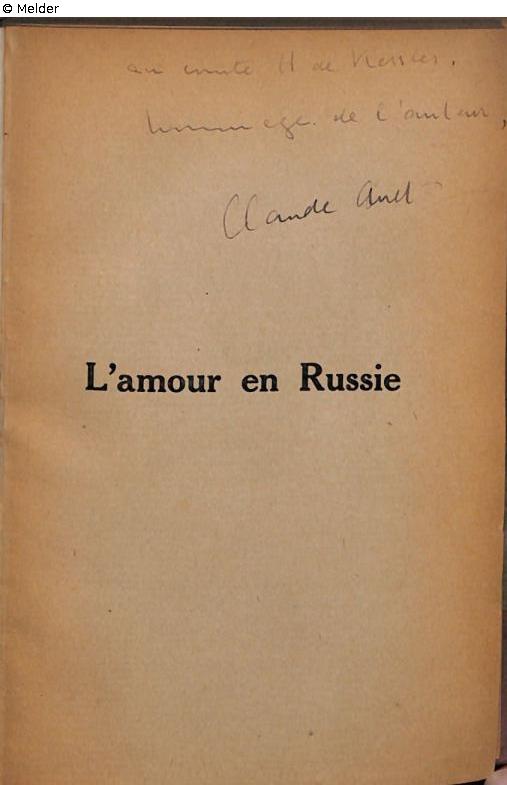 © Melder
au comte H de Kessler.
hommage de l'auteur,
Claude Anet
L'amour en Russie